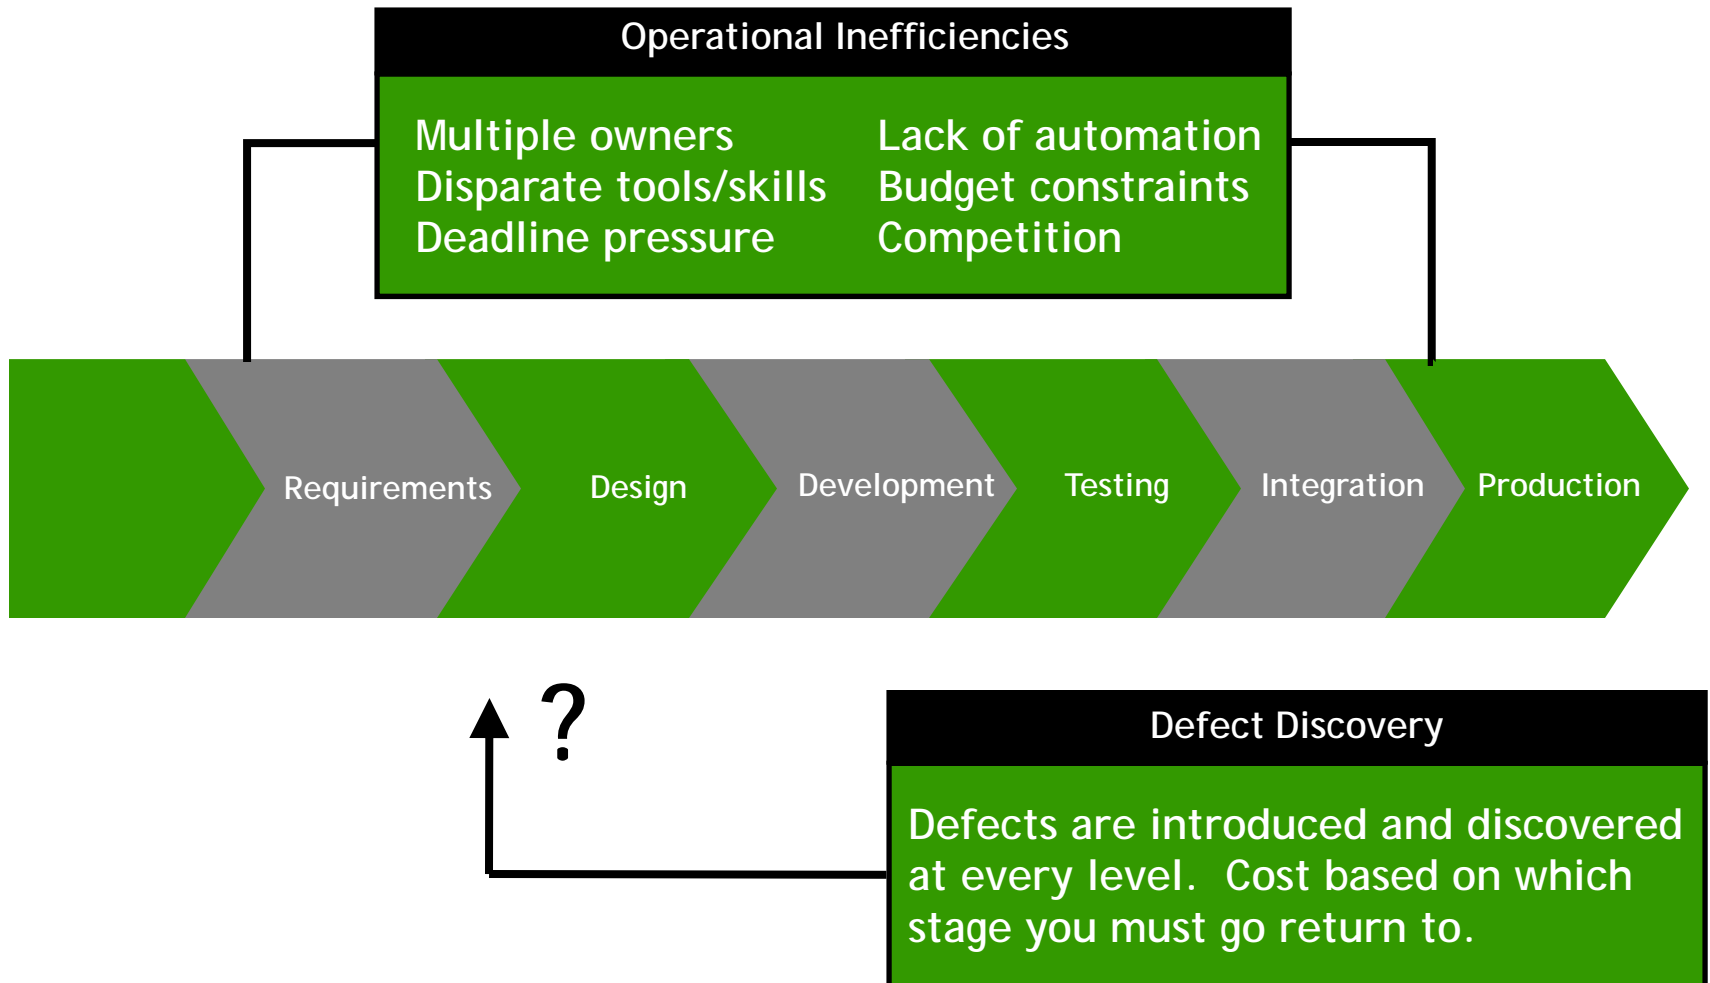 Operational Inefficiencies
Multiple owners
Disparate tools/skills
Deadline pressure
Lack of automation
Budget constraints
Competition
Requirements
Design
Development
Testing
Integration
Production
?
Defect Discovery
Defects are introduced and discovered
at every level.  Cost based on which
stage you must go return to.